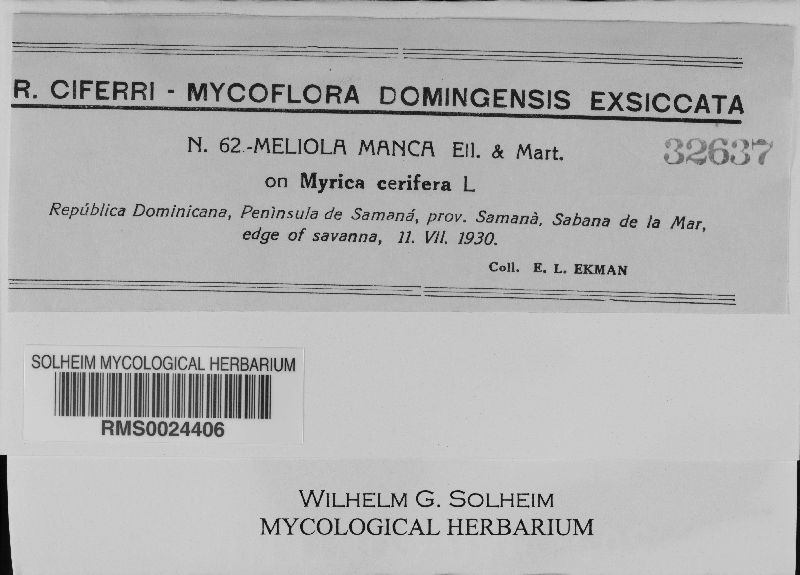 R. CIFERRI - MYCOFLORA DOMINGENSIS EXSICCATA
N. 62.-MELIOLA MANCA Ell. & Mart.
32637
on Myrica cerifera L
República Dominicana, Penìnsula de Samaná, prov. Samanà, Sabana de la Mar,
edge of savanna, 11. VII. 1930.
Coll. E. L. EKMAN
SOLHEIM MYCOLOGICAL HERBARIUM
RMS0024406
WILHELM G. SOLHEIM
MYCOLOGICAL HERBARIUM